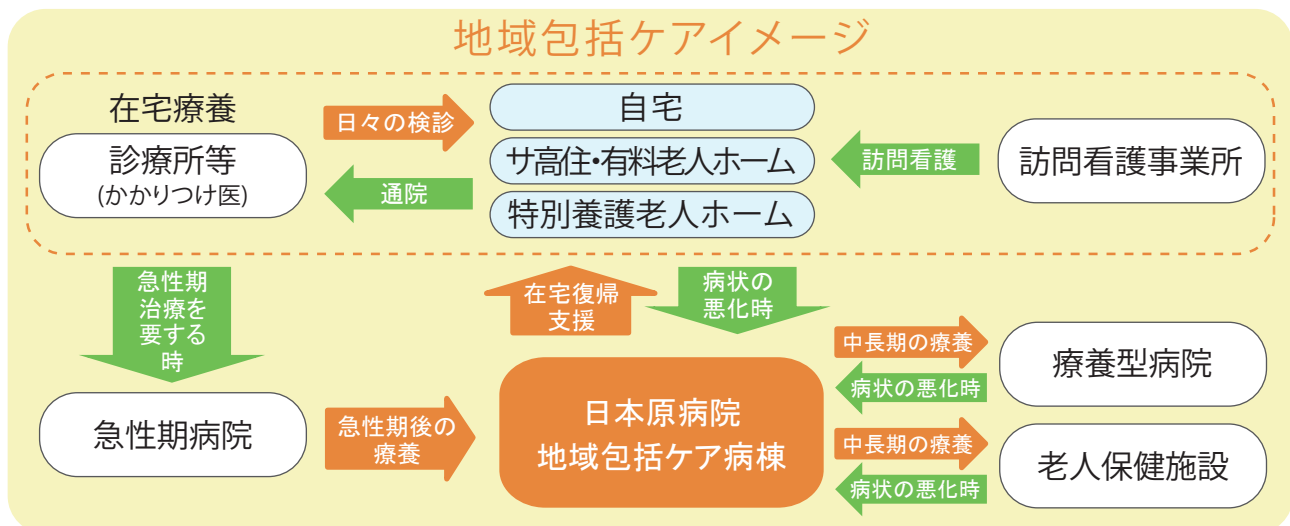 地域包括ケアイメージ
在宅療養
診療所等
(かかりつけ医)
日々の検診
通院
自宅
サ高住・有料老人ホーム
特別養護老人ホーム
訪問看護
訪問看護事業所
急性期
治療を
要する
時
在宅復帰
支援
病状の
悪化時
急性期病院
急性期後の
療養
日本原病院
地域包括ケア病棟
中長期の療養
病状の悪化時
療養型病院
中長期の療養
病状の悪化時
老人保健施設